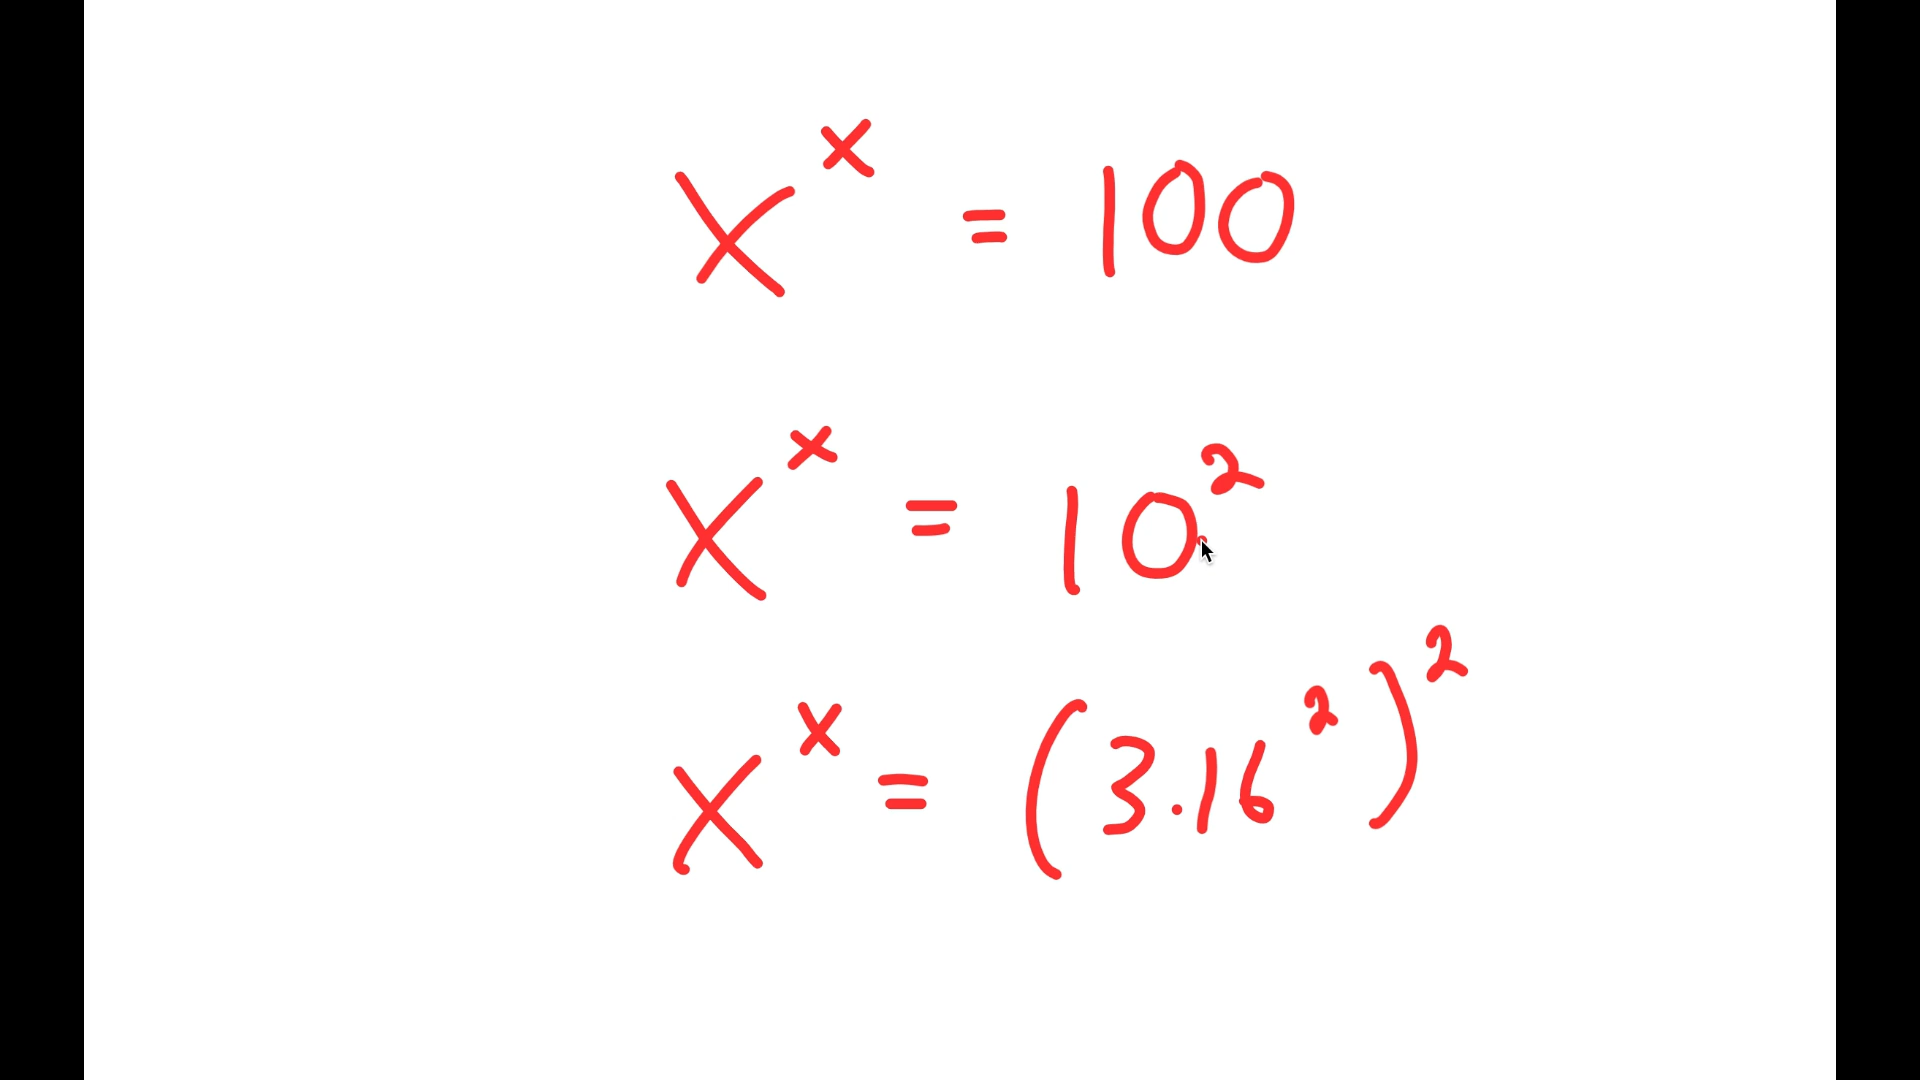 x^x = 100
x^x = 10^2
x^x = (3.16^2)^2